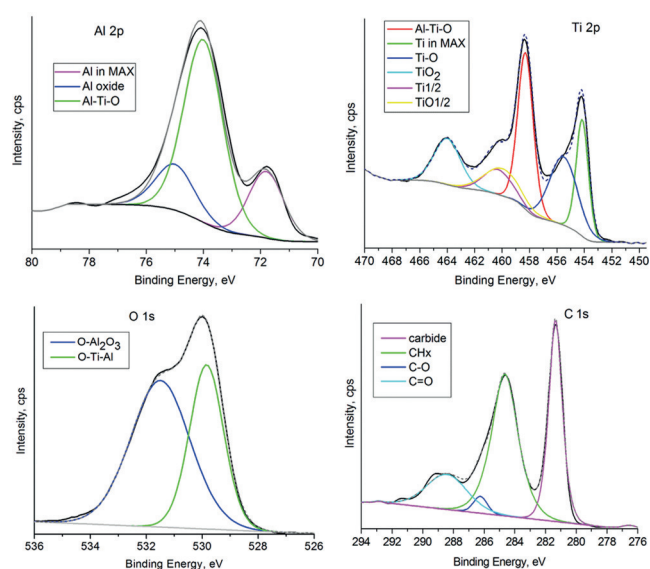 Al 2p
Al in MAX
Al oxide
Al-Ti-O
Intensity, cps
80 78 76 74 72 70
Binding Energy, eV
Ti 2p
Al-Ti-O
Ti in MAX
Ti-O
TiO2
Ti1/2
TiO1/2
Intensity, cps
470 468 466 464 462 460 458 456 454 452 450
Binding Energy, eV
O 1s
O-Al2O3
O-Ti-Al
Intensity, cps
536 534 532 530 528 526
Binding Energy, eV
C 1s
carbide
CHx
C-O
C=O
Intensity, cps
294 292 290 288 286 284 282 280 278 276
Binding Energy, eV